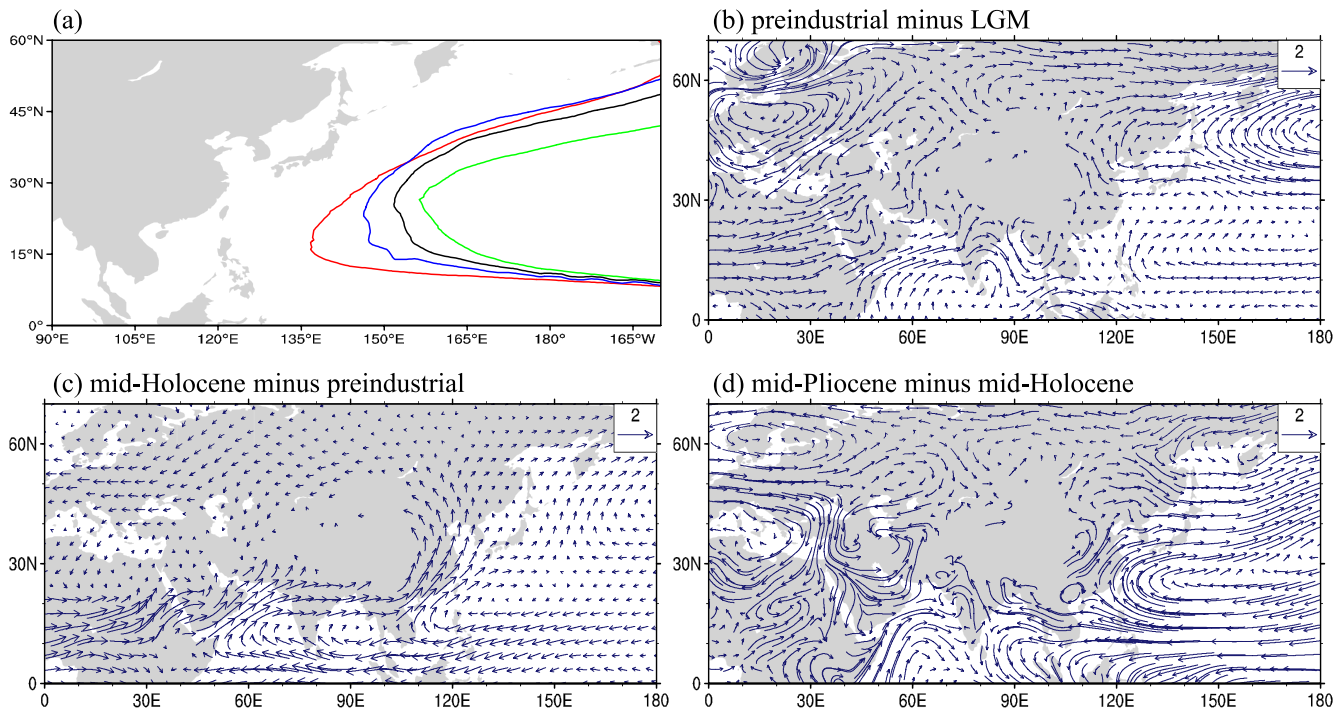 (a)
60°N
45°N
30°N
15°N
0°
90°E 105°E 120°E 135°E 150°E 165°E 180° 165°W
(b) preindustrial minus LGM
2
60N
30N
0
0 30E 60E 90E 120E 150E 180
(c) mid-Holocene minus preindustrial
2
60N
30N
0
0 30E 60E 90E 120E 150E 180
(d) mid-Pliocene minus mid-Holocene
2
60N
30N
0
0 30E 60E 90E 120E 150E 180